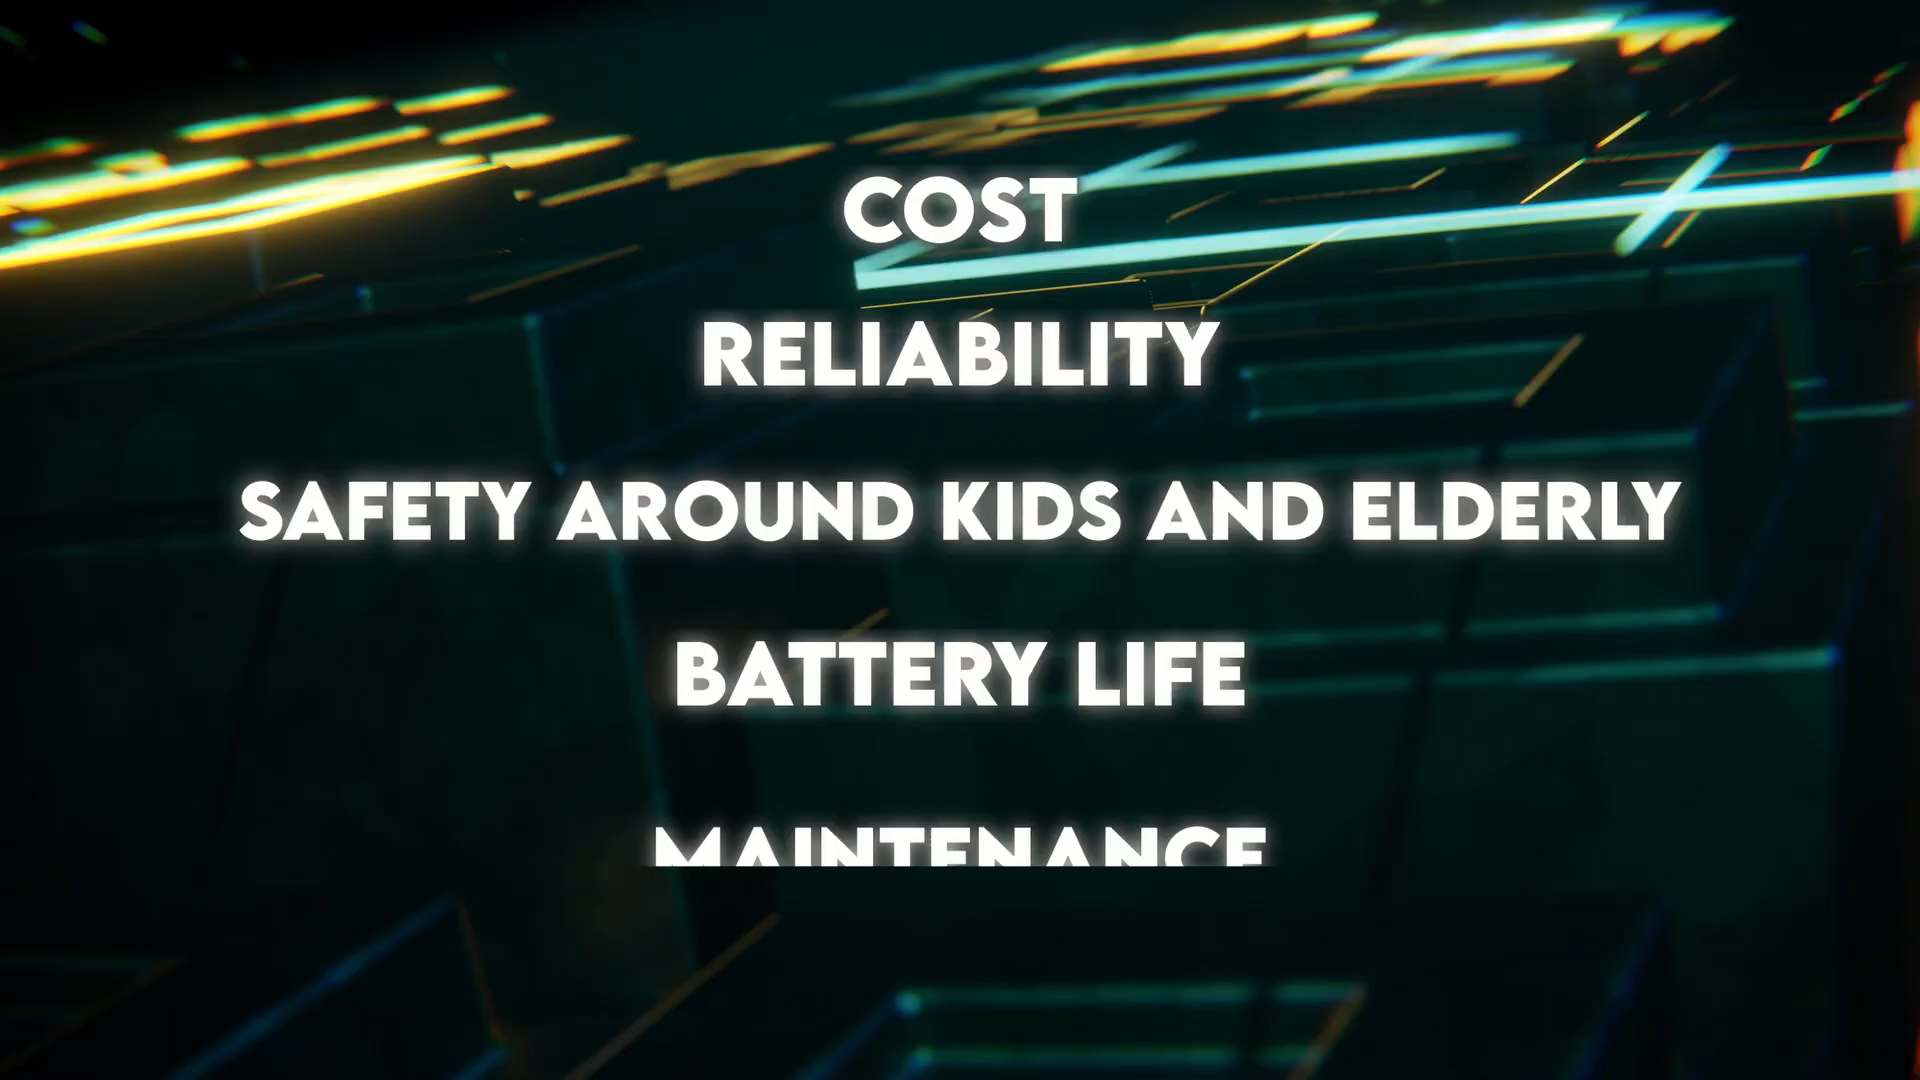 COST
RELIABILITY
SAFETY AROUND KIDS AND ELDERLY
BATTERY LIFE
MAINTENANCE